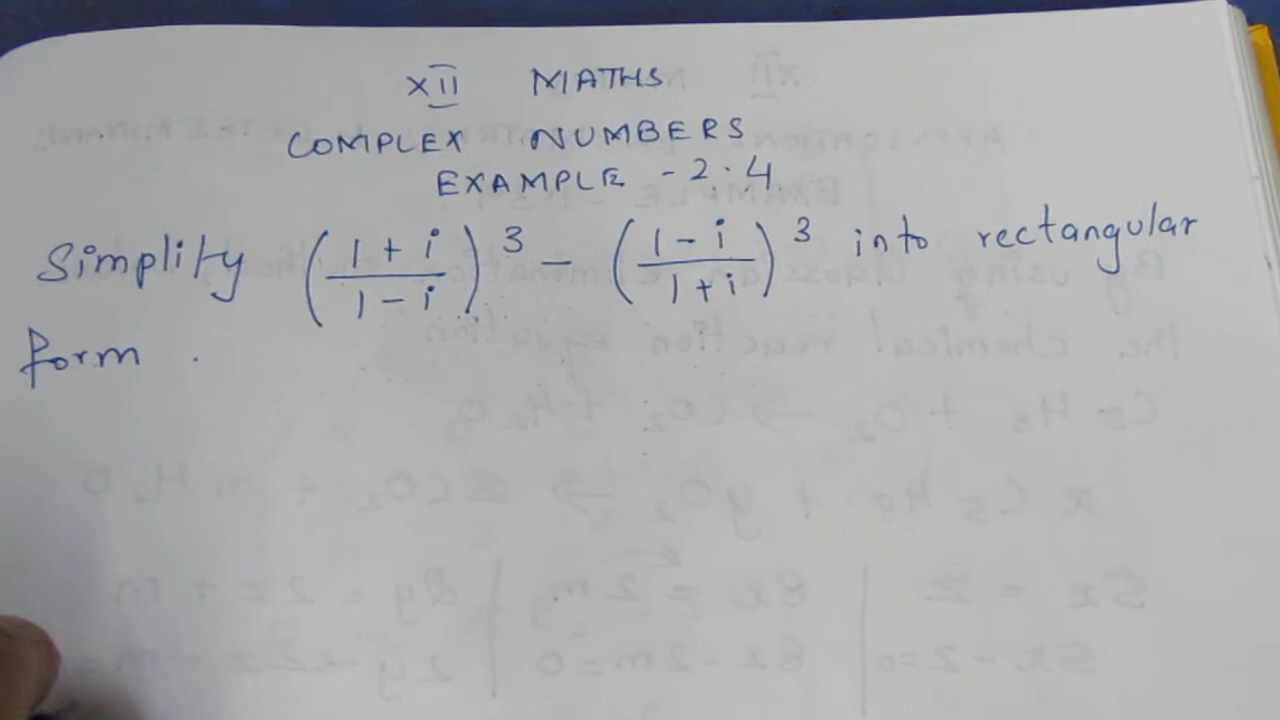 XII MATHS
COMPLEX NUMBERS
EXAMPLE - 2.4
Simplify (1 + i / 1 - i)^3 - (1 - i / 1 + i)^3 into rectangular
form .